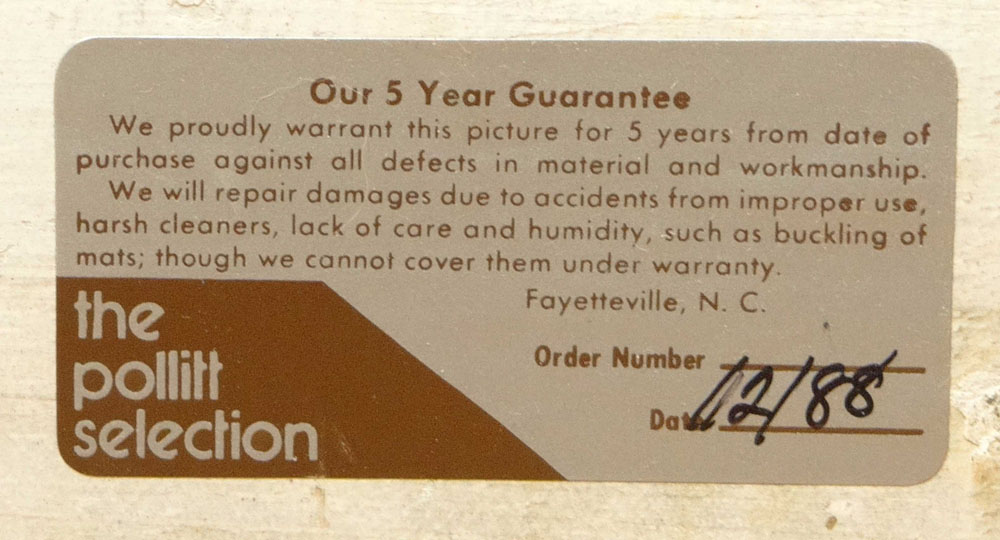 Our 5 Year Guarantee
We proudly warrant this picture for 5 years from date of
purchase against all defects in material and workmanship.
We will repair damages due to accidents from improper use,
harsh cleaners, lack of care and humidity, such as buckling of
mats; though we cannot cover them under warranty.
Fayetteville, N. C.
the
pollitt
selection
Order Number
Date 12/88